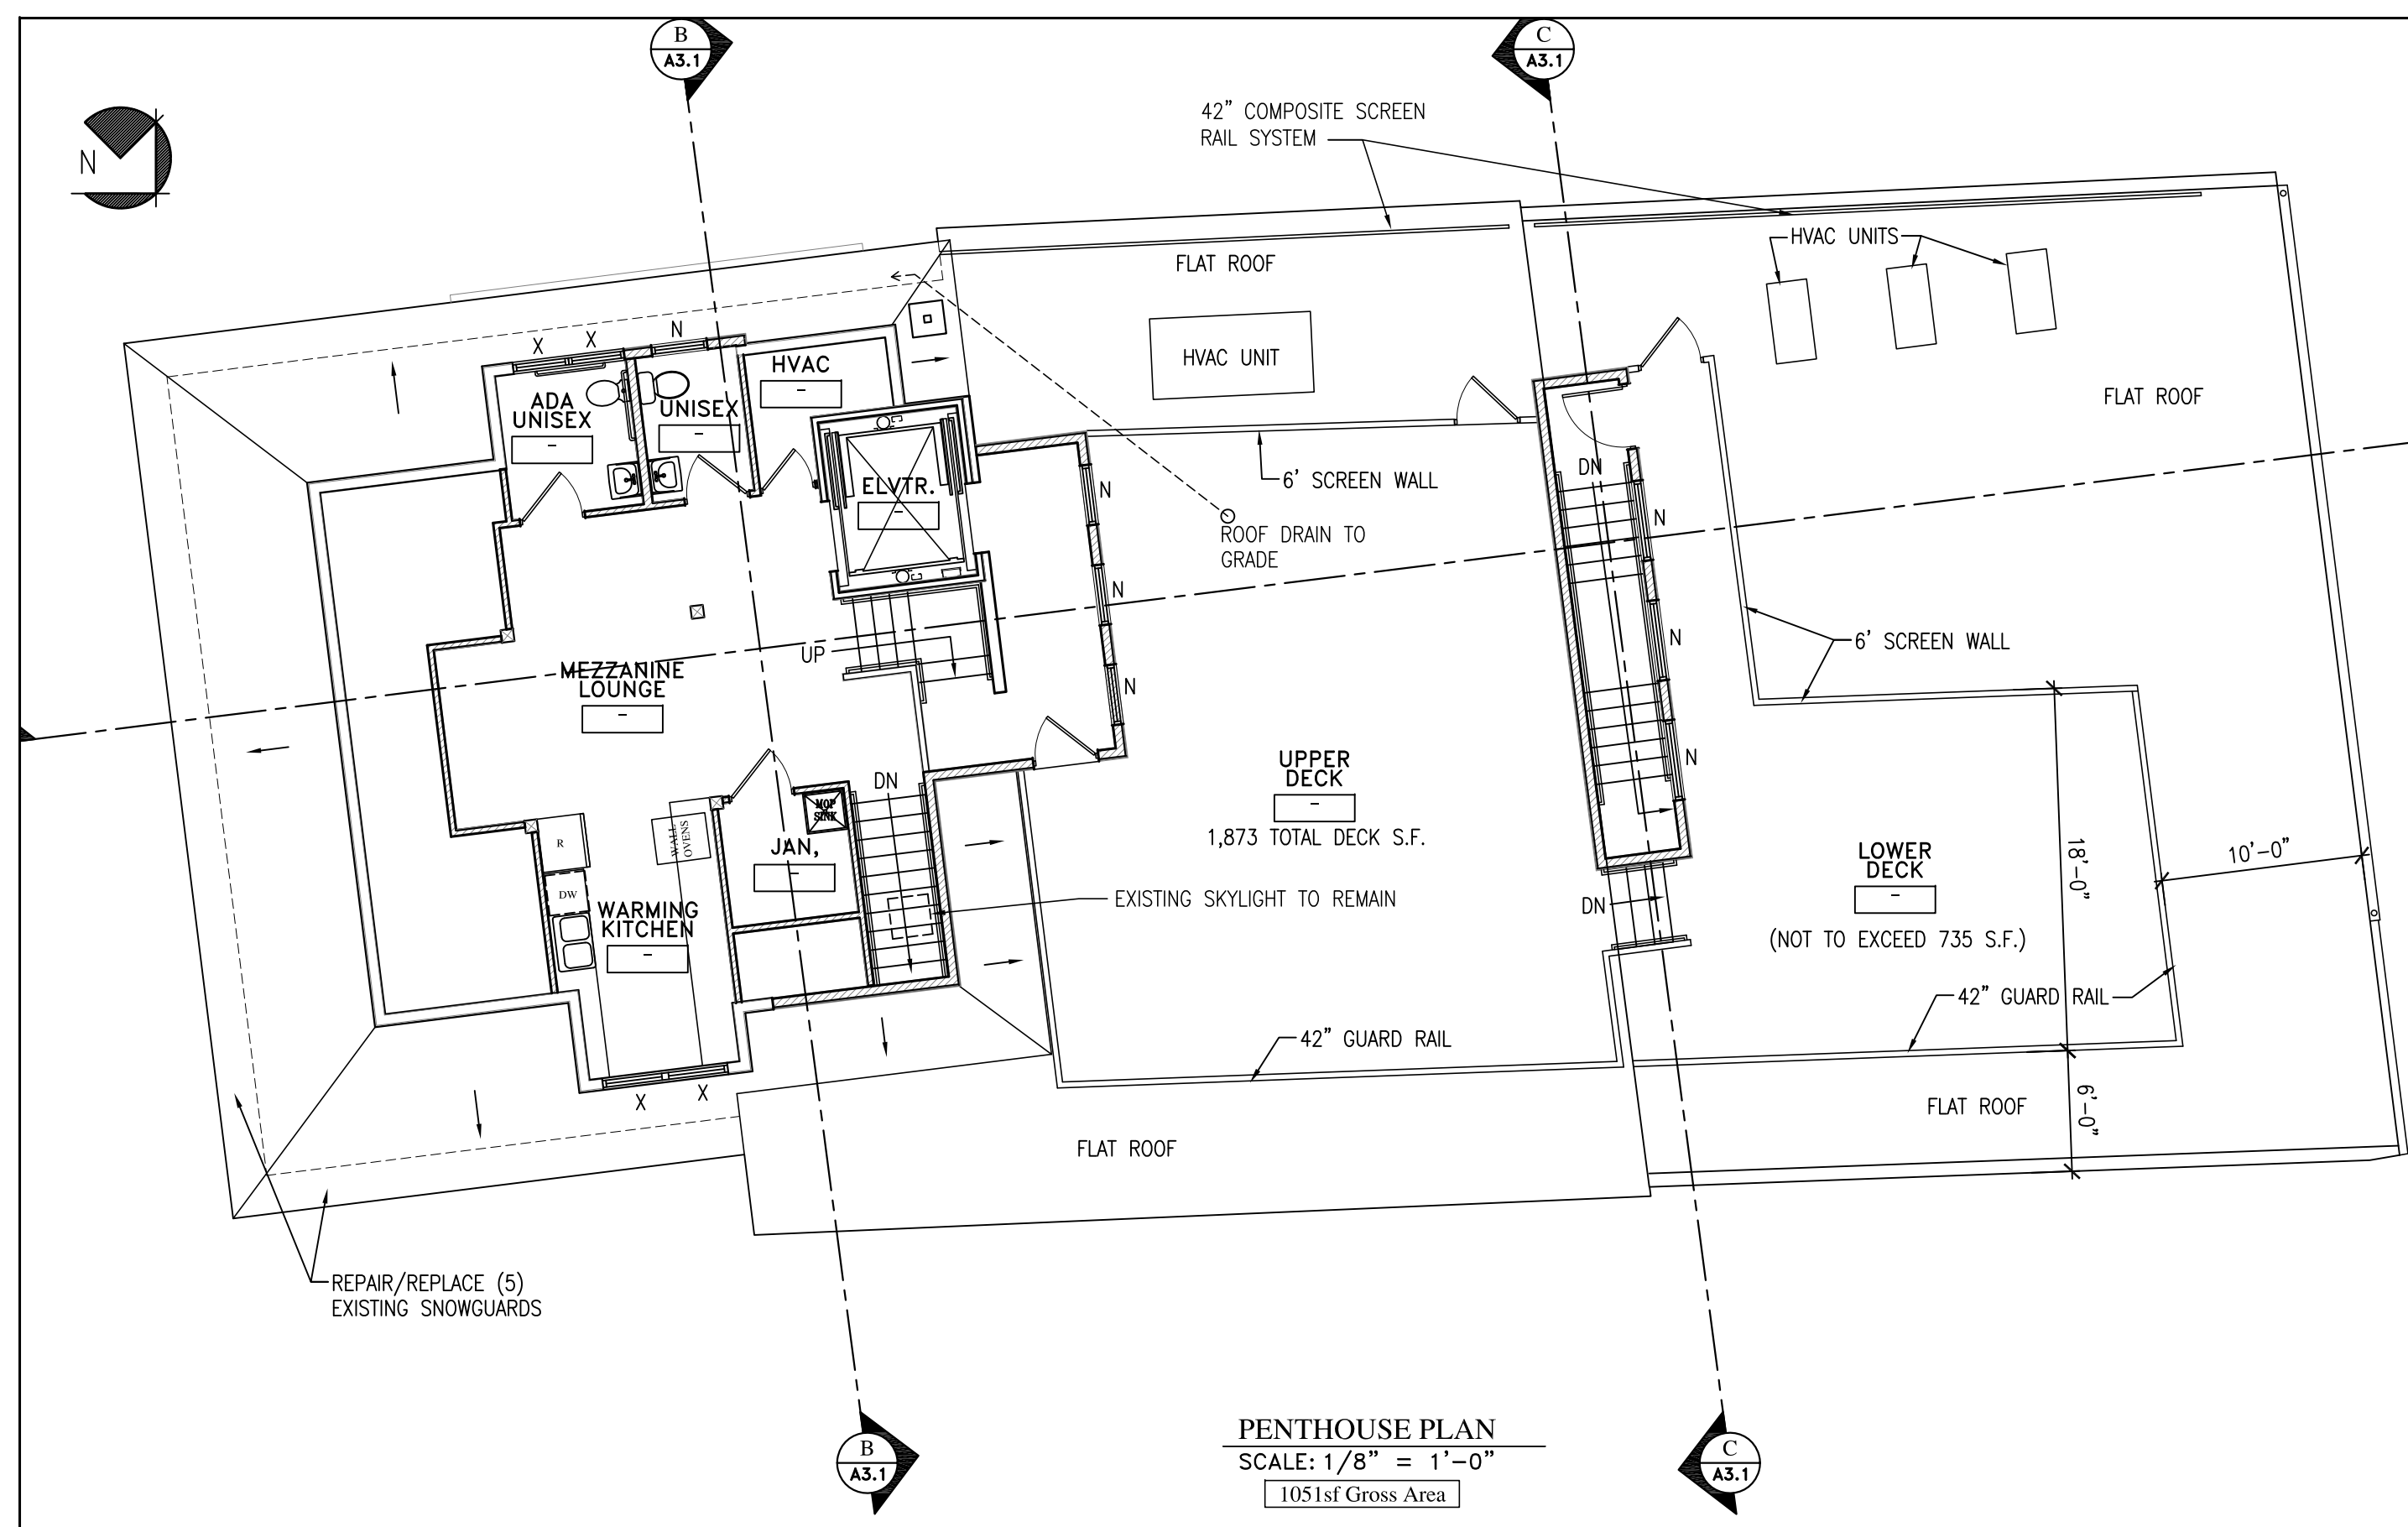 B
A3.1
C
A3.1
N
42” COMPOSITE SCREEN
RAIL SYSTEM
HVAC UNITS
FLAT ROOF
HVAC UNIT
FLAT ROOF
X
X
N
HVAC
-
ADA
UNISEX
-
UNISEX
-
ELVTR.
-
N
6’ SCREEN WALL
ROOF DRAIN TO
GRADE
DN
N
N
N
6’ SCREEN WALL
N
N
UP
MEZZANINE
LOUNGE
-
UPPER
DECK
-
1,873 TOTAL DECK S.F.
DN
MOP
SINK
JAN,
-
R
WALL
OVENS
DW
WARMING
KITCHEN
-
EXISTING SKYLIGHT TO REMAIN
DN
LOWER
DECK
-
(NOT TO EXCEED 735 S.F.)
18’-0”
10’-0”
42” GUARD RAIL
42” GUARD RAIL
6’-0”
X
X
FLAT ROOF
FLAT ROOF
REPAIR/REPLACE (5)
EXISTING SNOWGUARDS
B
A3.1
C
A3.1
PENTHOUSE PLAN
SCALE: 1/8” = 1’-0”
1051sf Gross Area